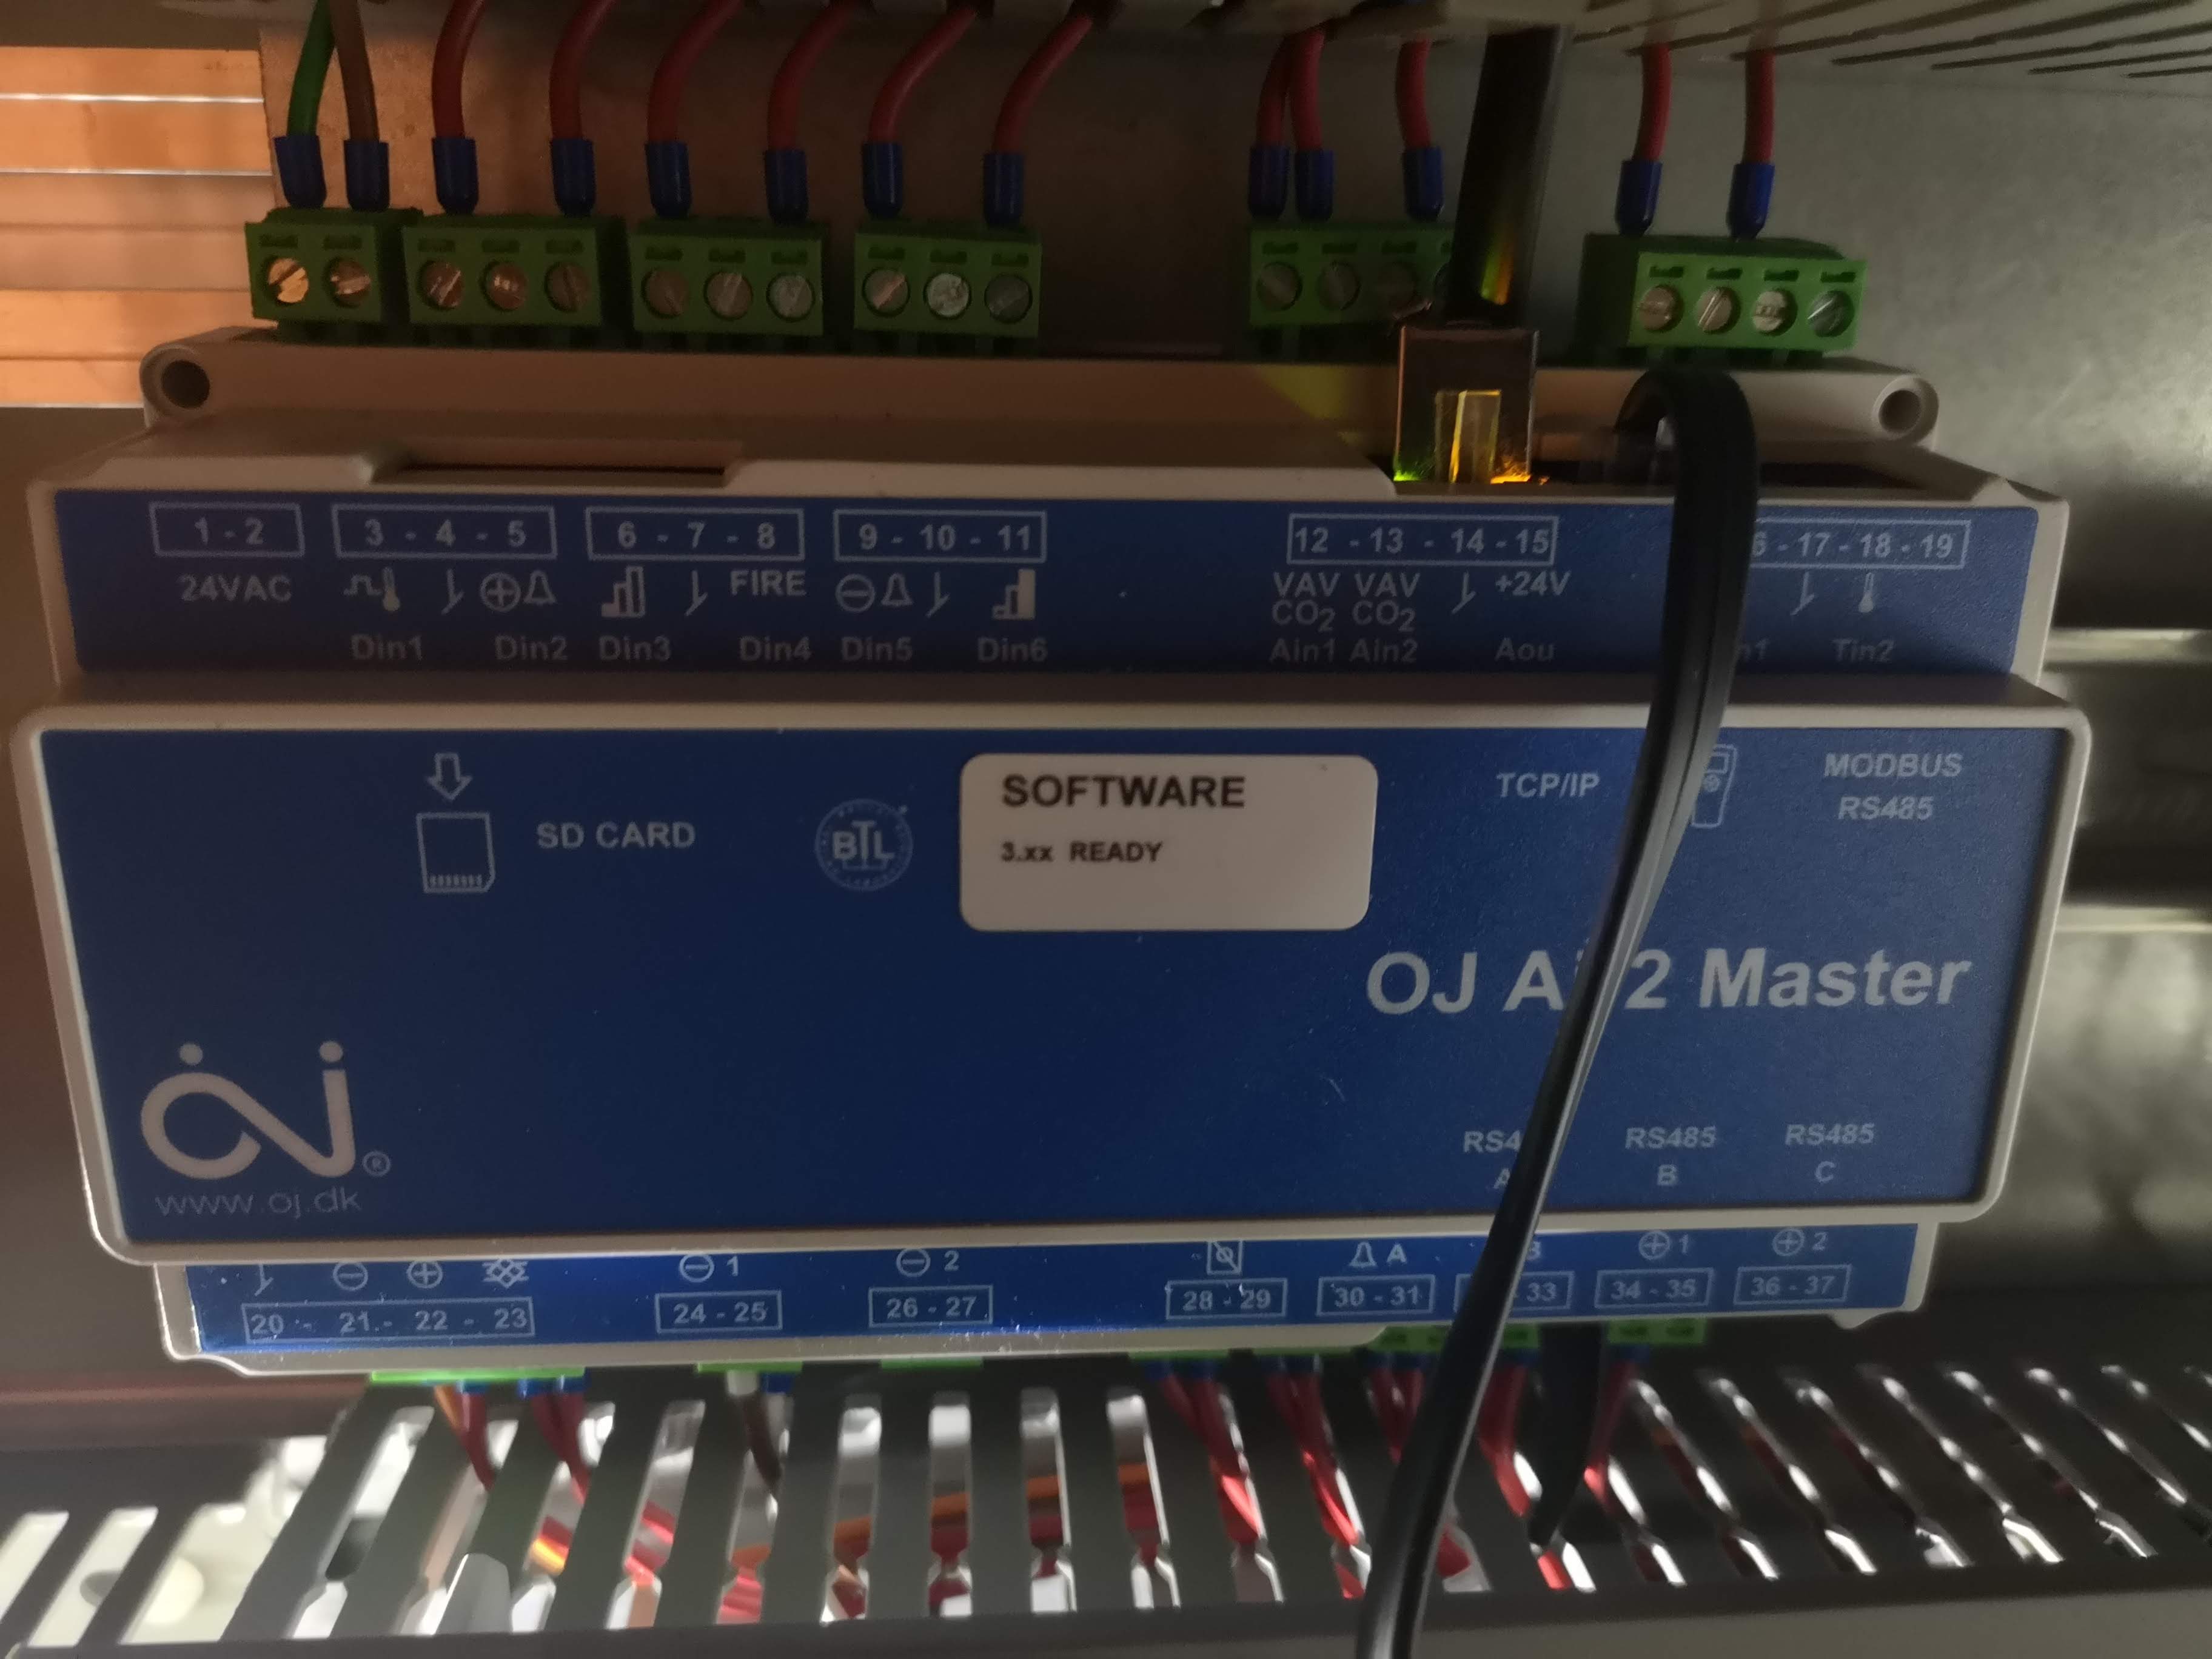 1 - 2
3 - 4 - 5
6 - 7 - 8
9 - 10 - 11
12 - 13 - 14 - 15
- 17 - 18 - 19
24VAC
FIRE
VAV VAV
+24V
CO2 CO2
Din1
Din2
Din3
Din4
Din5
Din6
Ain1 Ain2
Aou
Tin2
SD CARD
BTL
SOFTWARE
3.xx READY
TCP/IP
MODBUS
RS485
OJ 2 Master
RS485
B
RS485
C
OJ ®
www.oj.dk
1
2
A
1
2
20 - 21 - 22 - 23
24 - 25
26 - 27
28 - 29
30 - 31
33
34 - 35
36 - 37